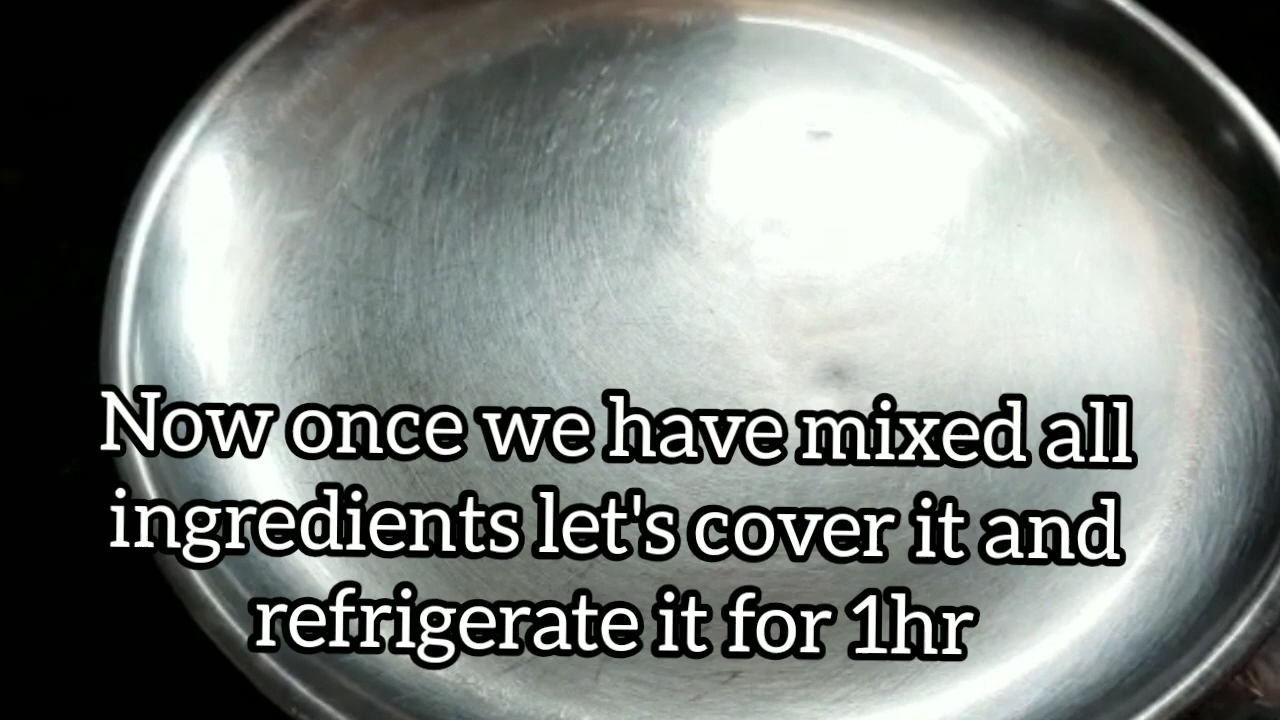 Now once we have mixed all
ingredients let's cover it and
refrigerate it for 1hr